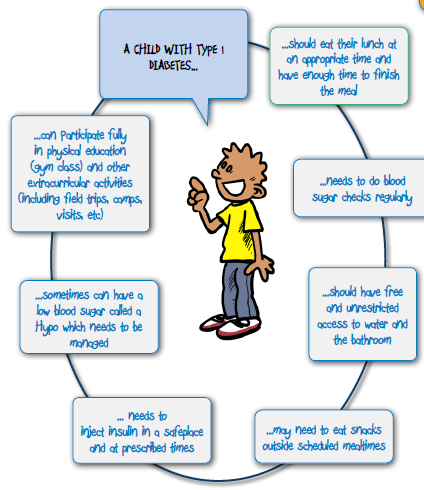 A CHILD WITH TYPE 1
DIABETES...
...should eat their lunch at
an appropriate time and
have enough time to finish
the meal
...needs to do blood
sugar checks regularly
...should have free
and unrestricted
access to water and
the bathroom
...may need to eat snacks
outside scheduled mealtimes
... needs to
inject insulin in a safeplace
and at prescribed times
...sometimes can have a
low blood sugar called a
Hypo which needs to be
managed
...can Participate fully
in physical education
(gym class) and other
extracurricular activities
(including field trips, camps,
visits, etc)